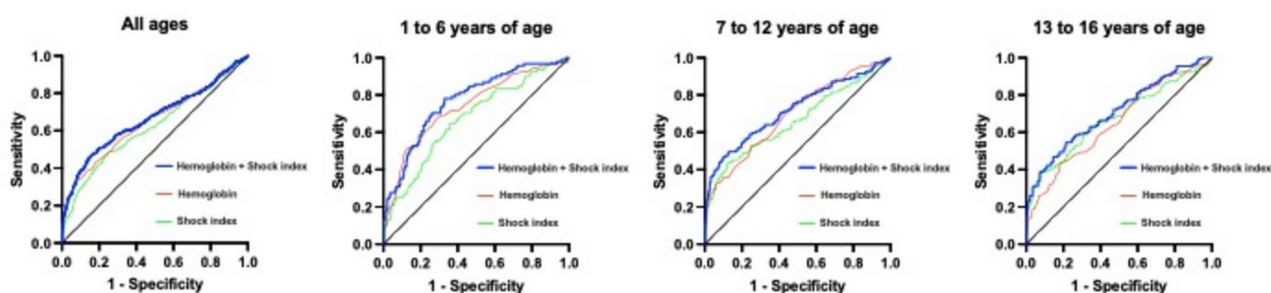 All ages
Sensitivity
1.0
0.8
0.6
0.4
0.2
0.0
Hemoglobin + Shock index
Hemoglobin
Shock index
0.0 0.2 0.4 0.6 0.8 1.0
1 - Specificity
1 to 6 years of age
Sensitivity
1.0
0.8
0.6
0.4
0.2
0.0
Hemoglobin + Shock index
Hemoglobin
Shock index
0.0 0.2 0.4 0.6 0.8 1.0
1 - Specificity
7 to 12 years of age
Sensitivity
1.0
0.8
0.6
0.4
0.2
0.0
Hemoglobin + Shock index
Hemoglobin
Shock index
0.0 0.2 0.4 0.6 0.8 1.0
1 - Specificity
13 to 16 years of age
Sensitivity
1.0
0.8
0.6
0.4
0.2
0.0
Hemoglobin + Shock index
Hemoglobin
Shock index
0.0 0.2 0.4 0.6 0.8 1.0
1 - Specificity